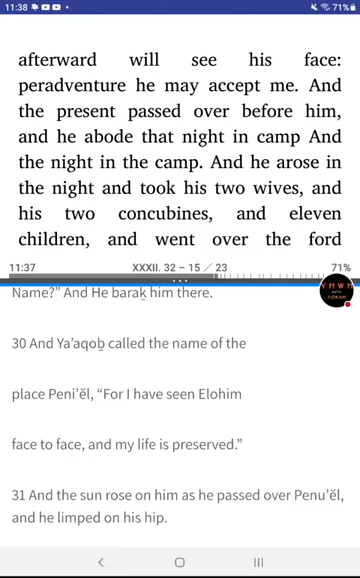 11:38
71%
afterward will see his face:
peradventure he may accept me. And
the present passed over before him,
and he abode that night in camp And
the night in the camp. And he arose in
the night and took his two wives, and
his two concubines, and eleven
children, and went over the ford
11:37 XXXII. 32 – 15 / 23 71%
Name?” And He baraḵ him there.
YMWM
TORAH
30 And Ya’aqoḇ called the name of the
place Peni’ĕl, “For I have seen Elohim
face to face, and my life is preserved.”
31 And the sun rose on him as he passed over Penu’ĕl,
and he limped on his hip.